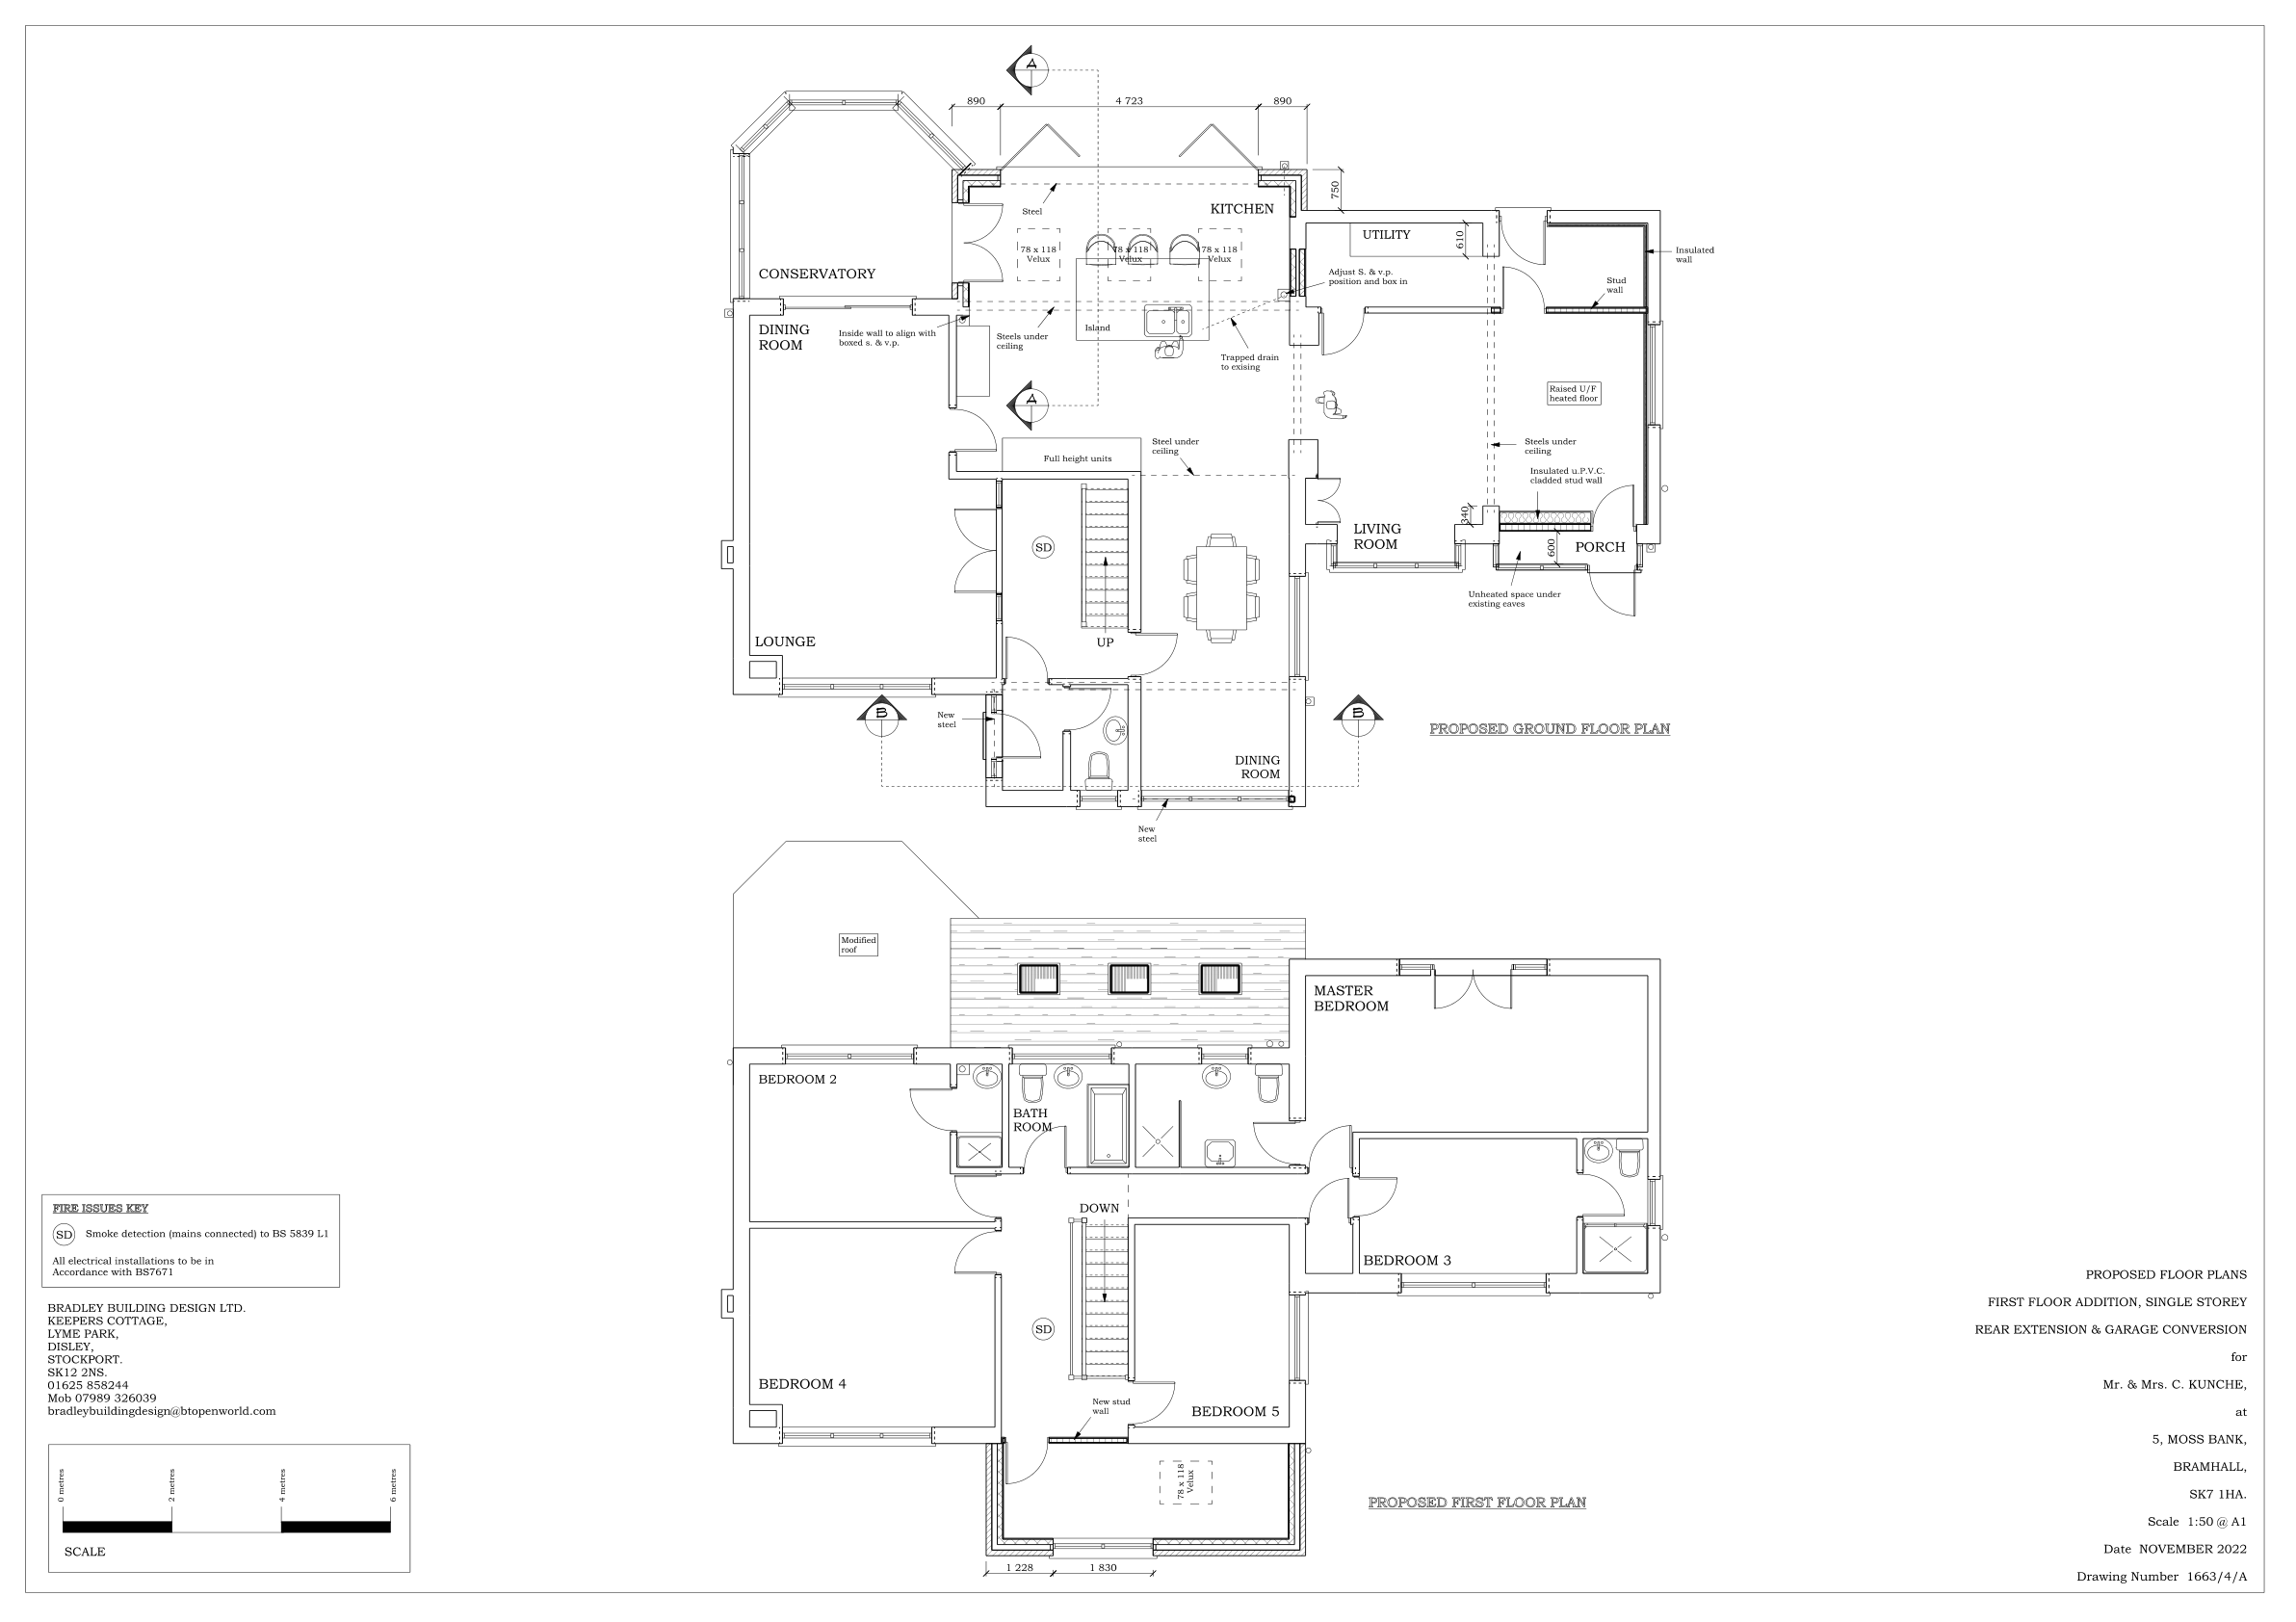 A
890
4 723
890
750
Steel
KITCHEN
78 x 118
Velux
78 x 118
Velux
78 x 118
Velux
UTILITY
610
Insulated
wall
CONSERVATORY
Adjust S. & v.p.
position and box in
Stud
wall
DINING
ROOM
Inside wall to align with
boxed s. & v.p.
Steels under
ceiling
Island
Trapped drain
to exising
Raised U/F
heated floor
A
Full height units
Steel under
ceiling
Steels under
ceiling
Insulated u.P.V.C.
cladded stud wall
340
LIVING
ROOM
SD
600
PORCH
Unheated space under
existing eaves
LOUNGE
UP
B
New
steel
B
PROPOSED GROUND FLOOR PLAN
DINING
ROOM
New
steel
Modified
roof
MASTER
BEDROOM
BEDROOM 2
BATH
ROOM
DOWN
BEDROOM 3
SD
BEDROOM 4
New stud
wall
BEDROOM 5
78 x 118
Velux
PROPOSED FIRST FLOOR PLAN
1 228
1 830
FIRE ISSUES KEY
SD
Smoke detection (mains connected) to BS 5839 L1
All electrical installations to be in
Accordance with BS7671
BRADLEY BUILDING DESIGN LTD.
KEEPERS COTTAGE,
LYME PARK,
DISLEY,
STOCKPORT.
SK12 2NS.
01625 858244
Mob 07989 326039
bradleybuildingdesign@btopenworld.com
0 metres
2 metres
4 metres
6 metres
SCALE
PROPOSED FLOOR PLANS
FIRST FLOOR ADDITION, SINGLE STOREY
REAR EXTENSION & GARAGE CONVERSION
for
Mr. & Mrs. C. KUNCHE,
at
5, MOSS BANK,
BRAMHALL,
SK7 1HA.
Scale 1:50 @ A1
Date NOVEMBER 2022
Drawing Number 1663/4/A